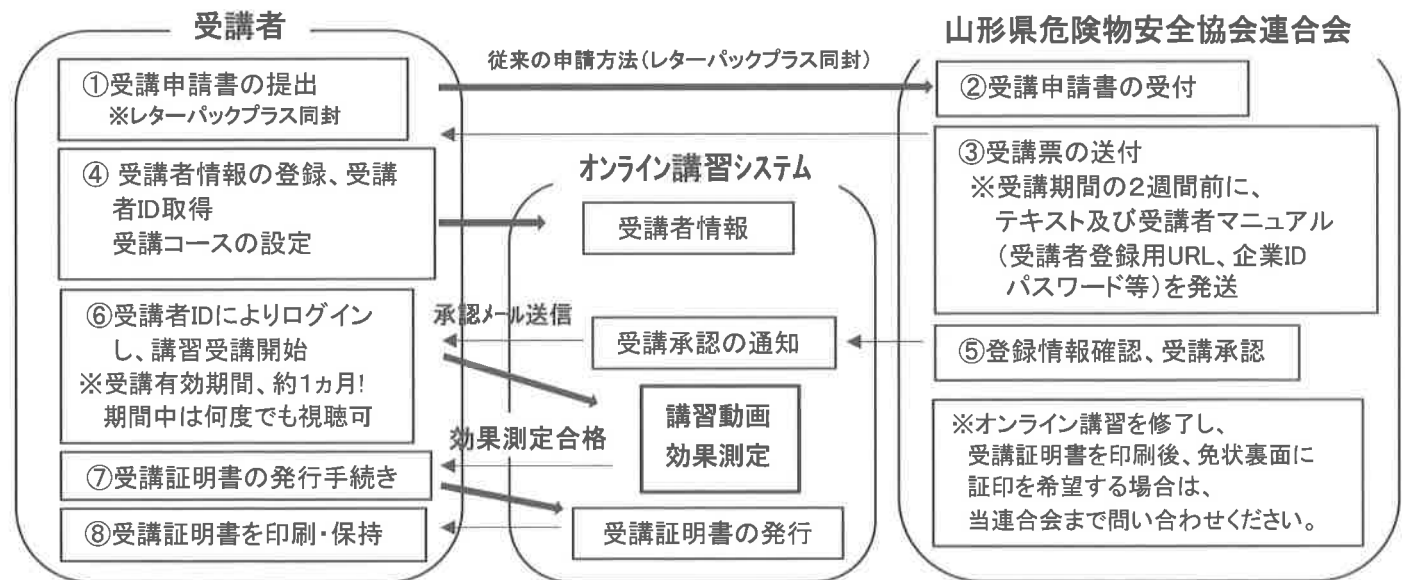 受講者
①受講申請書の提出
※レターパックプラス同封
④ 受講者情報の登録、受講
者ID取得
受講コースの設定
⑥受講者IDによりログイン
し、講習受講開始
※受講有効期間、約1ヵ月!
期間中は何度でも視聴可
⑦受講証明書の発行手続き
⑧受講証明書を印刷・保持
従来の申請方法(レターパックプラス同封)
オンライン講習システム
受講者情報
承認メール送信
受講承認の通知
講習動画
効果測定
効果測定合格
受講証明書の発行
山形県危険物安全協会連合会
②受講申請書の受付
③受講票の送付
※受講期間の2週間前に、
テキスト及び受講者マニュアル
(受講者登録用URL、企業ID
パスワード等)を発送
⑤登録情報確認、受講承認
※オンライン講習を修了し、
受講証明書を印刷後、免状裏面に
証印を希望する場合は、
当連合会まで問い合わせください。